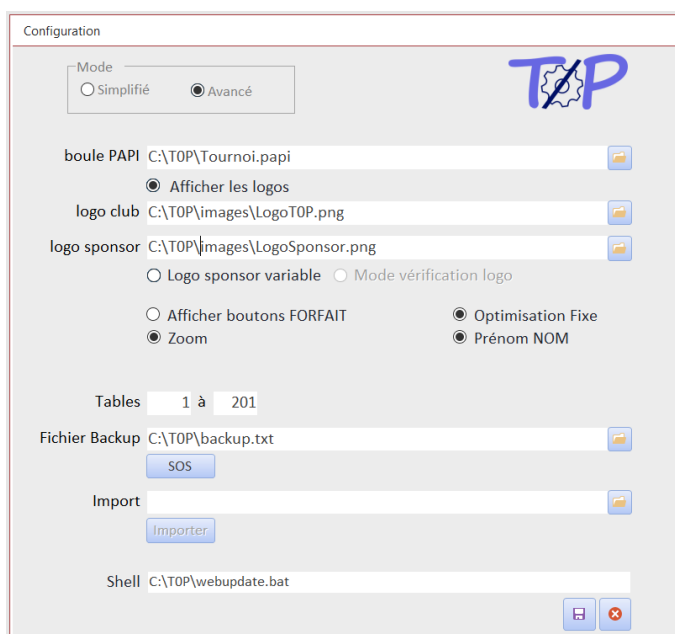 Configuration
Mode
Simplifié Avancé
TOP
boule PAPI C:\T0P\Tournoi.papi
Afficher les logos
logo club C:\T0P\images\LogoT0P.png
logo sponsor C:\T0P\images\LogoSponsor.png
Logo sponsor variable Mode vérification logo
Afficher boutons FORFAIT Optimisation Fixe
Zoom Prénom NOM
Tables 1 à 201
Fichier Backup C:\T0P\backup.txt
SOS
Import
Importer
Shell C:\T0P\webupdate.bat